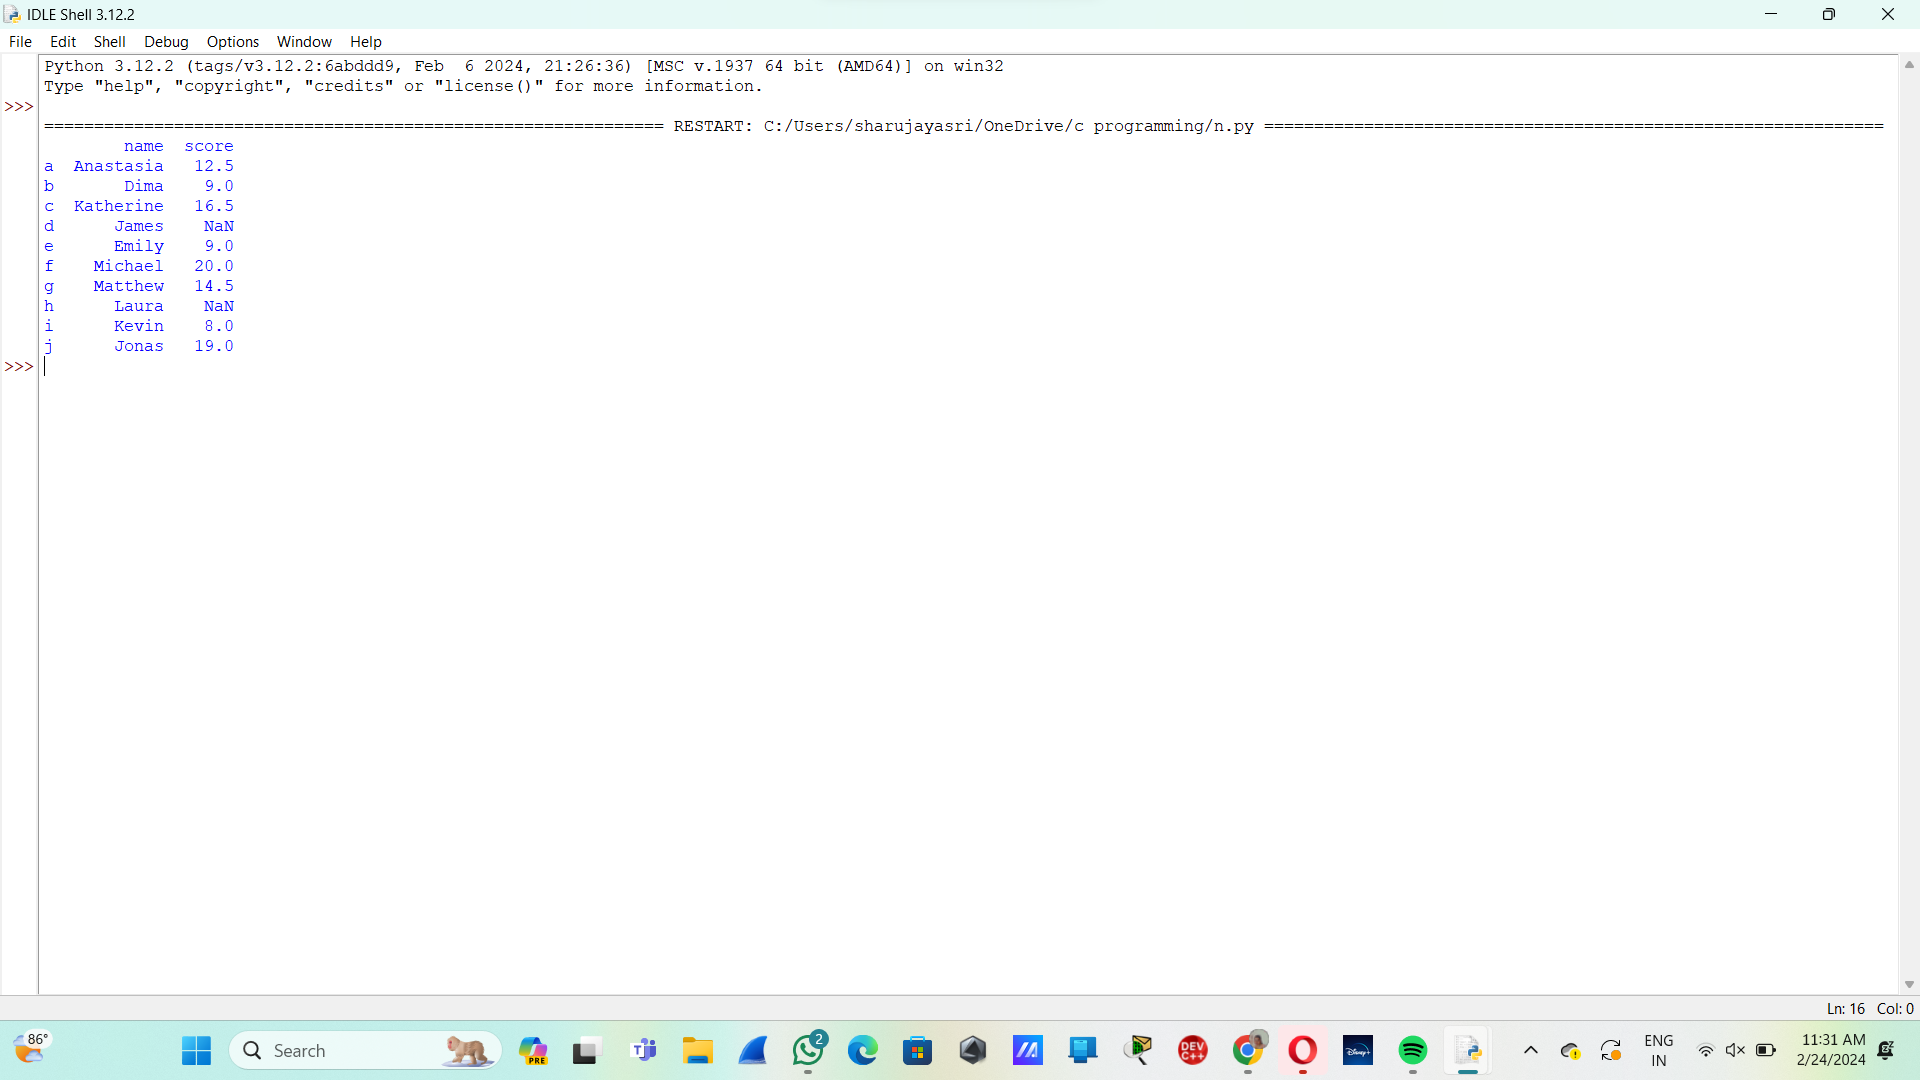 IDLE Shell 3.12.2
File Edit Shell Debug Options Window Help
Python 3.12.2 (tags/v3.12.2:6abddd9, Feb  6 2024, 21:26:36) [MSC v.1937 64 bit (AMD64)] on win32
Type "help", "copyright", "credits" or "license()" for more information.
>>>
============================================================== RESTART: C:/Users/sharujayasri/OneDrive/c programming/n.py ==============================================================
        name  score
a  Anastasia   12.5
b       Dima    9.0
c  Katherine   16.5
d      James    NaN
e      Emily    9.0
f    Michael   20.0
g    Matthew   14.5
h      Laura    NaN
i      Kevin    8.0
j      Jonas   19.0
>>>
Ln: 16 Col: 0
86°
Search
PRE
2
DEV C++
Disney+
ENG
IN
11:31 AM
2/24/2024